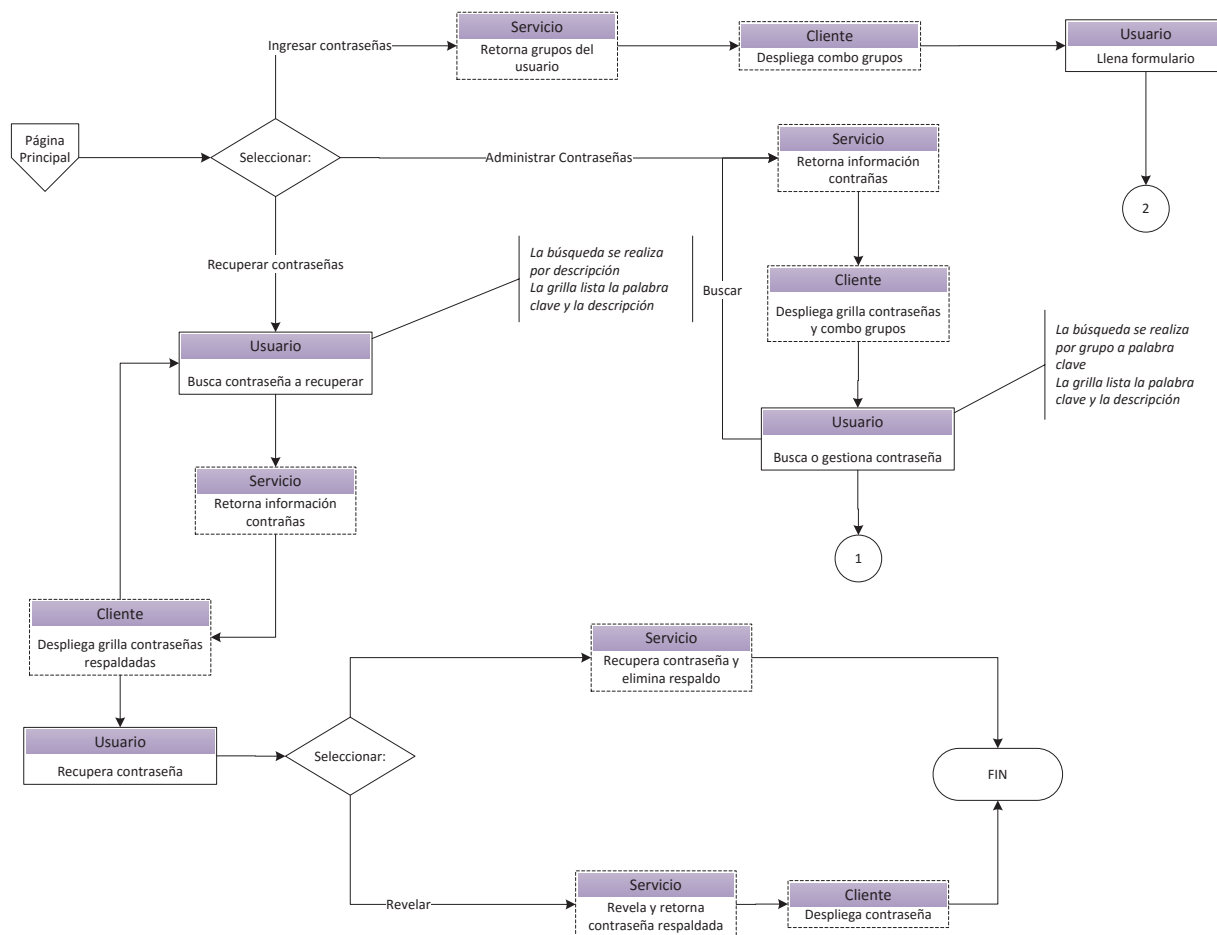 Ingresar contraseñas
Servicio
Retorna grupos del
usuario
Cliente
Despliega combo grupos
Usuario
Llena formulario
Página
Principal
Seleccionar:
Administrar Contraseñas
Servicio
Retorna información
contrañas
2
Recuperar contraseñas
La búsqueda se realiza
por descripción
La grilla lista la palabra
clave y la descripción
Buscar
Cliente
Despliega grilla contraseñas
y combo grupos
La búsqueda se realiza
por grupo a palabra
clave
La grilla lista la palabra
clave y la descripción
Usuario
Busca contraseña a recuperar
Usuario
Busca o gestiona contraseña
Servicio
Retorna información
contrañas
1
Cliente
Despliega grilla contraseñas
respaldadas
Servicio
Recupera contraseña y
elimina respaldo
Usuario
Recupera contraseña
Seleccionar:
FIN
Revelar
Servicio
Revela y retorna
contraseña respaldada
Cliente
Despliega contraseña